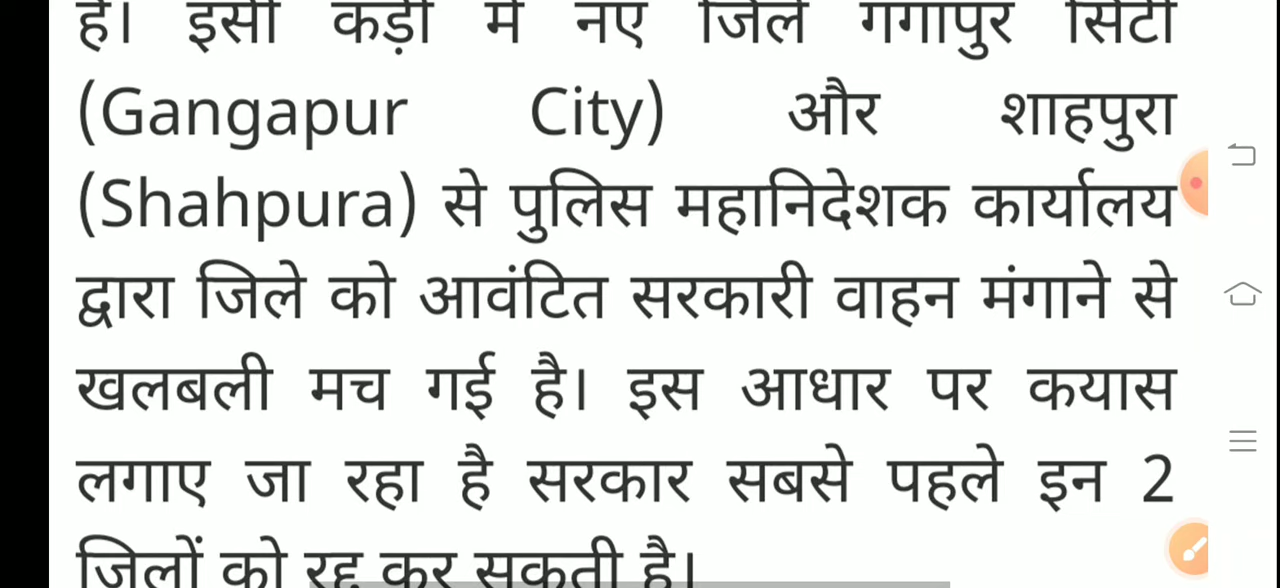 है। इसी कड़ी में नए जिले गंगापुर सिटी
(Gangapur City) और शाहपुरा
(Shahpura) से पुलिस महानिदेशक कार्यालय
द्वारा जिले को आवंटित सरकारी वाहन मंगाने से
खलबली मच गई है। इस आधार पर कयास
लगाए जा रहा है सरकार सबसे पहले इन 2
जिलों को रद्द कर सकती है।